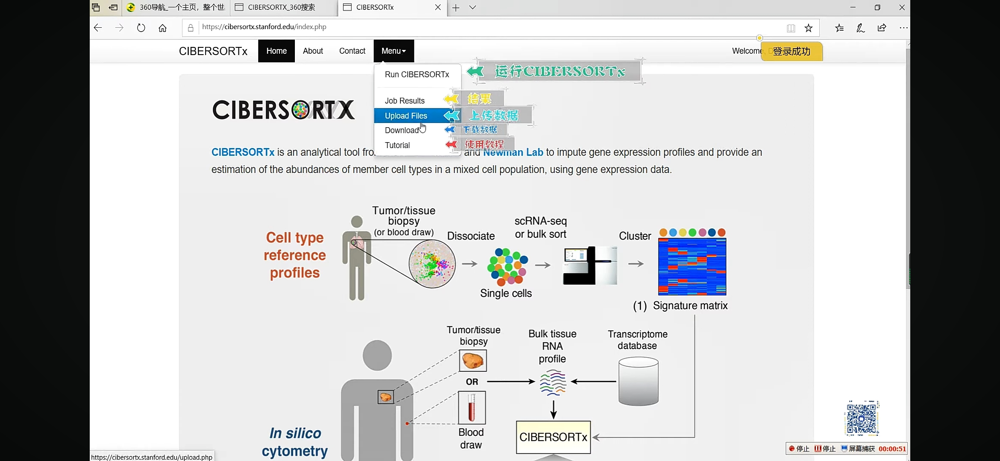 360导航_一个主页，整个世
CIBERSORTX_360搜索
CIBERSORTx
https://cibersortx.stanford.edu/index.php
CIBERSORTx
Home
About
Contact
Menu
Welcome,
登录成功
Run CIBERSORTx
运行CIBERSORTx
Job Results
结果
Upload Files
上传数据
Download
下载数据
Tutorial
使用教程
CIBERSORTX
CIBERSORTx is an analytical tool fro and Newman Lab to impute gene expression profiles and provide an
estimation of the abundances of member cell types in a mixed cell population, using gene expression data.
Cell type
reference
profiles
Tumor/tissue
biopsy
(or blood draw)
Dissociate
Single cells
scRNA-seq
or bulk sort
Cluster
(1) Signature matrix
In silico
cytometry
Tumor/tissue
biopsy
OR
Blood
draw
Bulk tissue
RNA
profile
Transcriptome
database
CIBERSORTx
https://cibersortx.stanford.edu/upload.php
停止 停止 屏幕捕获 00:00:51